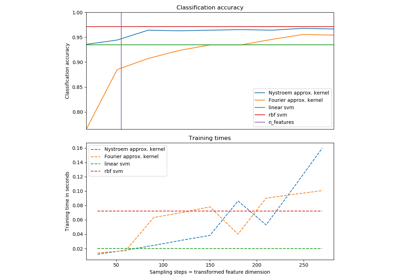 Classification accuracy
1.00
0.95
0.90
0.85
0.80
Classification accuracy
Nystroem approx. kernel
Fourier approx. kernel
linear svm
rbf svm
n_features
Training times
0.16
0.14
0.12
0.10
0.08
0.06
0.04
0.02
Training time in seconds
Nystroem approx. kernel
Fourier approx. kernel
linear svm
rbf svm
50
100
150
200
250
Sampling steps = transformed feature dimension